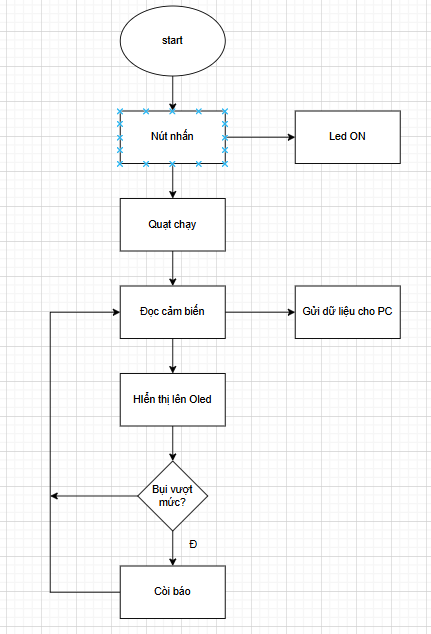 start
Nút nhấn
Led ON
Quạt chạy
Đọc cảm biến
Gửi dữ liệu cho PC
HIển thị lên Oled
Bụi vượt
mức?
Đ
Còi báo